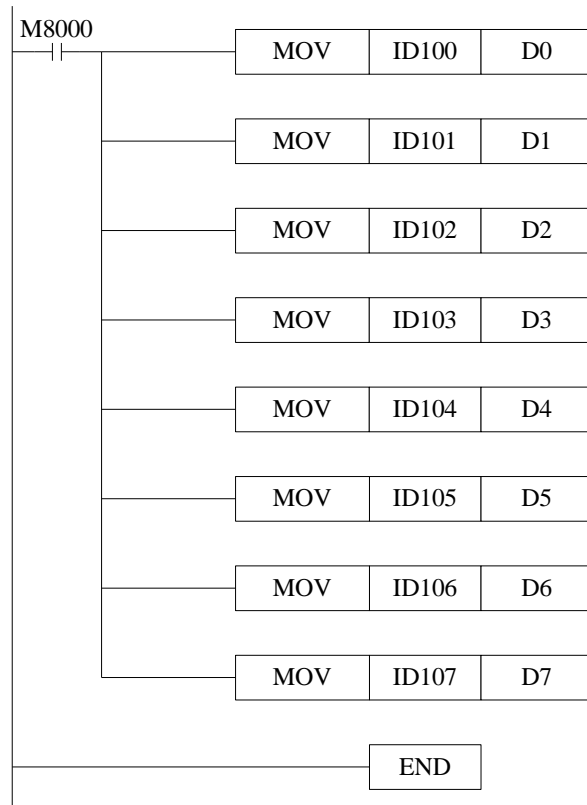 M8000
MOV ID100 D0
MOV ID101 D1
MOV ID102 D2
MOV ID103 D3
MOV ID104 D4
MOV ID105 D5
MOV ID106 D6
MOV ID107 D7
END